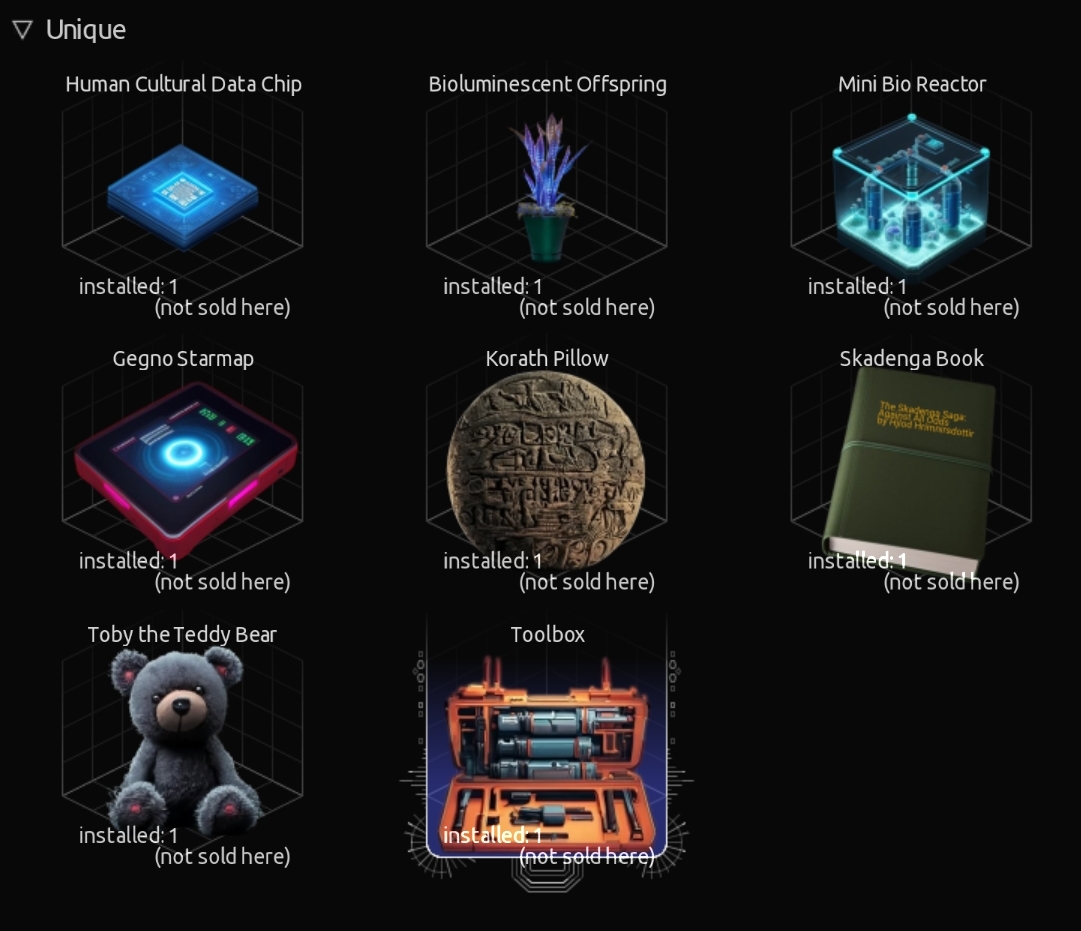 Unique
Human Cultural Data Chip
Bioluminescent Offspring
Mini Bio Reactor
installed: 1
(not sold here)
installed: 1
(not sold here)
installed: 1
(not sold here)
Gegno Starmap
Korath Pillow
Skadenga Book
The Skadenga Saga:
Against All Odds
installed: 1
(not sold here)
installed: 1
(not sold here)
installed: 1
(not sold here)
Toby the Teddy Bear
Toolbox
installed: 1
(not sold here)
installed: 1
(not sold here)